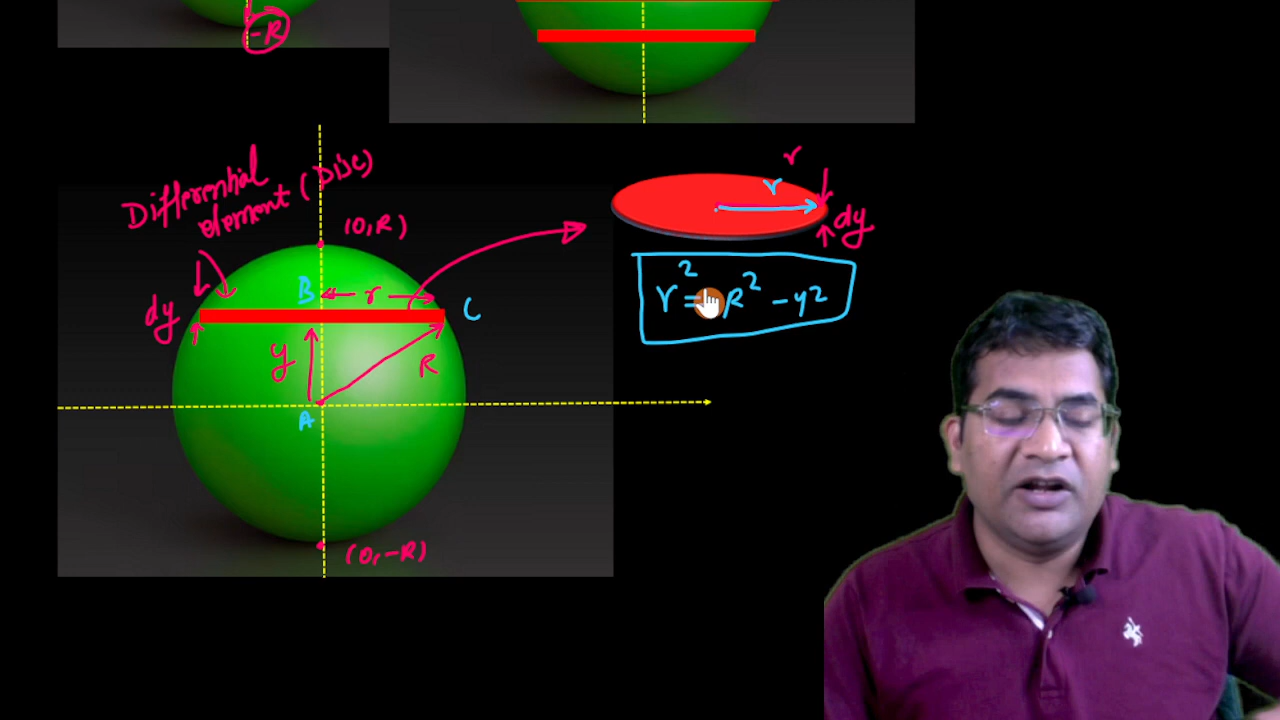 -R
Differential
element (Disc)
(0,R)
r
r
dy
B
r
C
dy
r² = R² - y²
y
R
A
(0,-R)